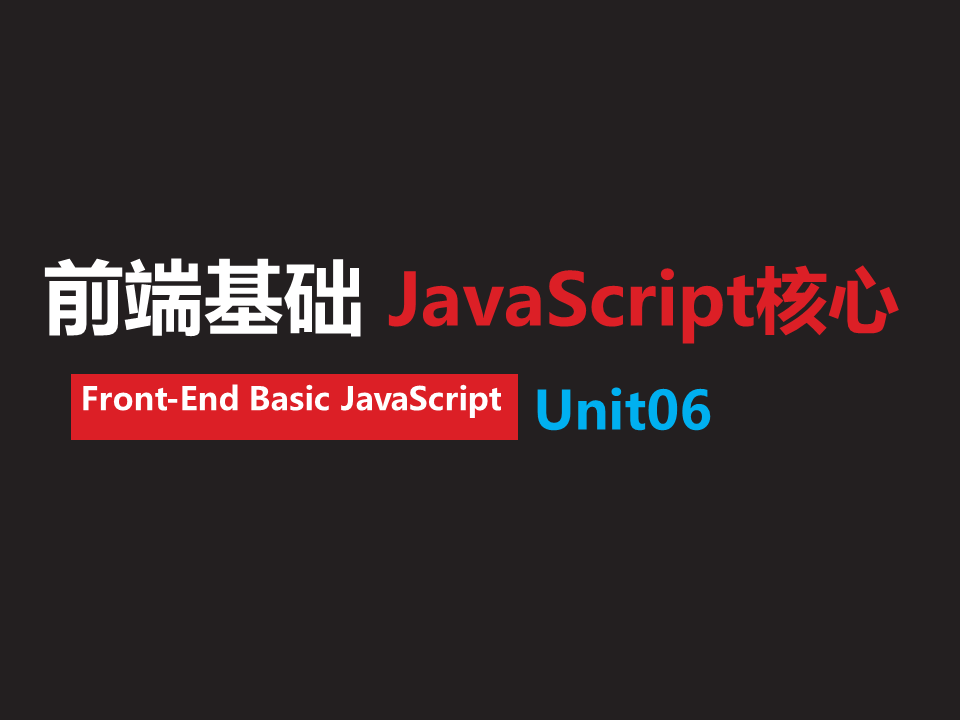 前端基础 JavaScript核心
Front-End Basic JavaScript Unit06